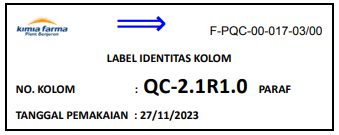 kimia farma
Plant Banjaran
F-PQC-00-017-03/00
LABEL IDENTITAS KOLOM
NO. KOLOM : QC-2.1R1.0 PARAF
TANGGAL PEMAKAIAN : 27/11/2023